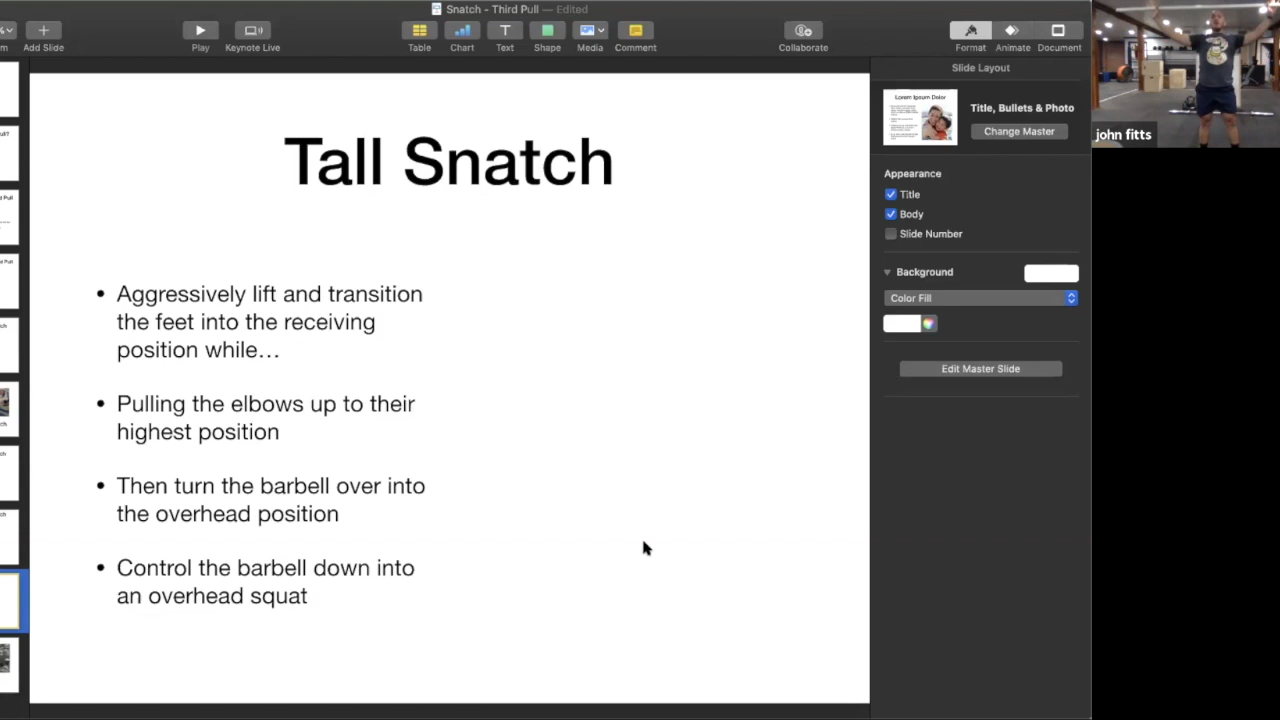 Snatch - Third Pull — Edited
Add Slide
Play
Keynote Live
Table
Chart
Text
Shape
Media
Comment
Collaborate
Format
Animate
Document
Slide Layout
Lorem Ipsum Dolor
Title, Bullets & Photo
Change Master
john fitts
Appearance
Title
Body
Slide Number
Background
Color Fill
Edit Master Slide
Tall Snatch
• Aggressively lift and transition
the feet into the receiving
position while…
• Pulling the elbows up to their
highest position
• Then turn the barbell over into
the overhead position
• Control the barbell down into
an overhead squat